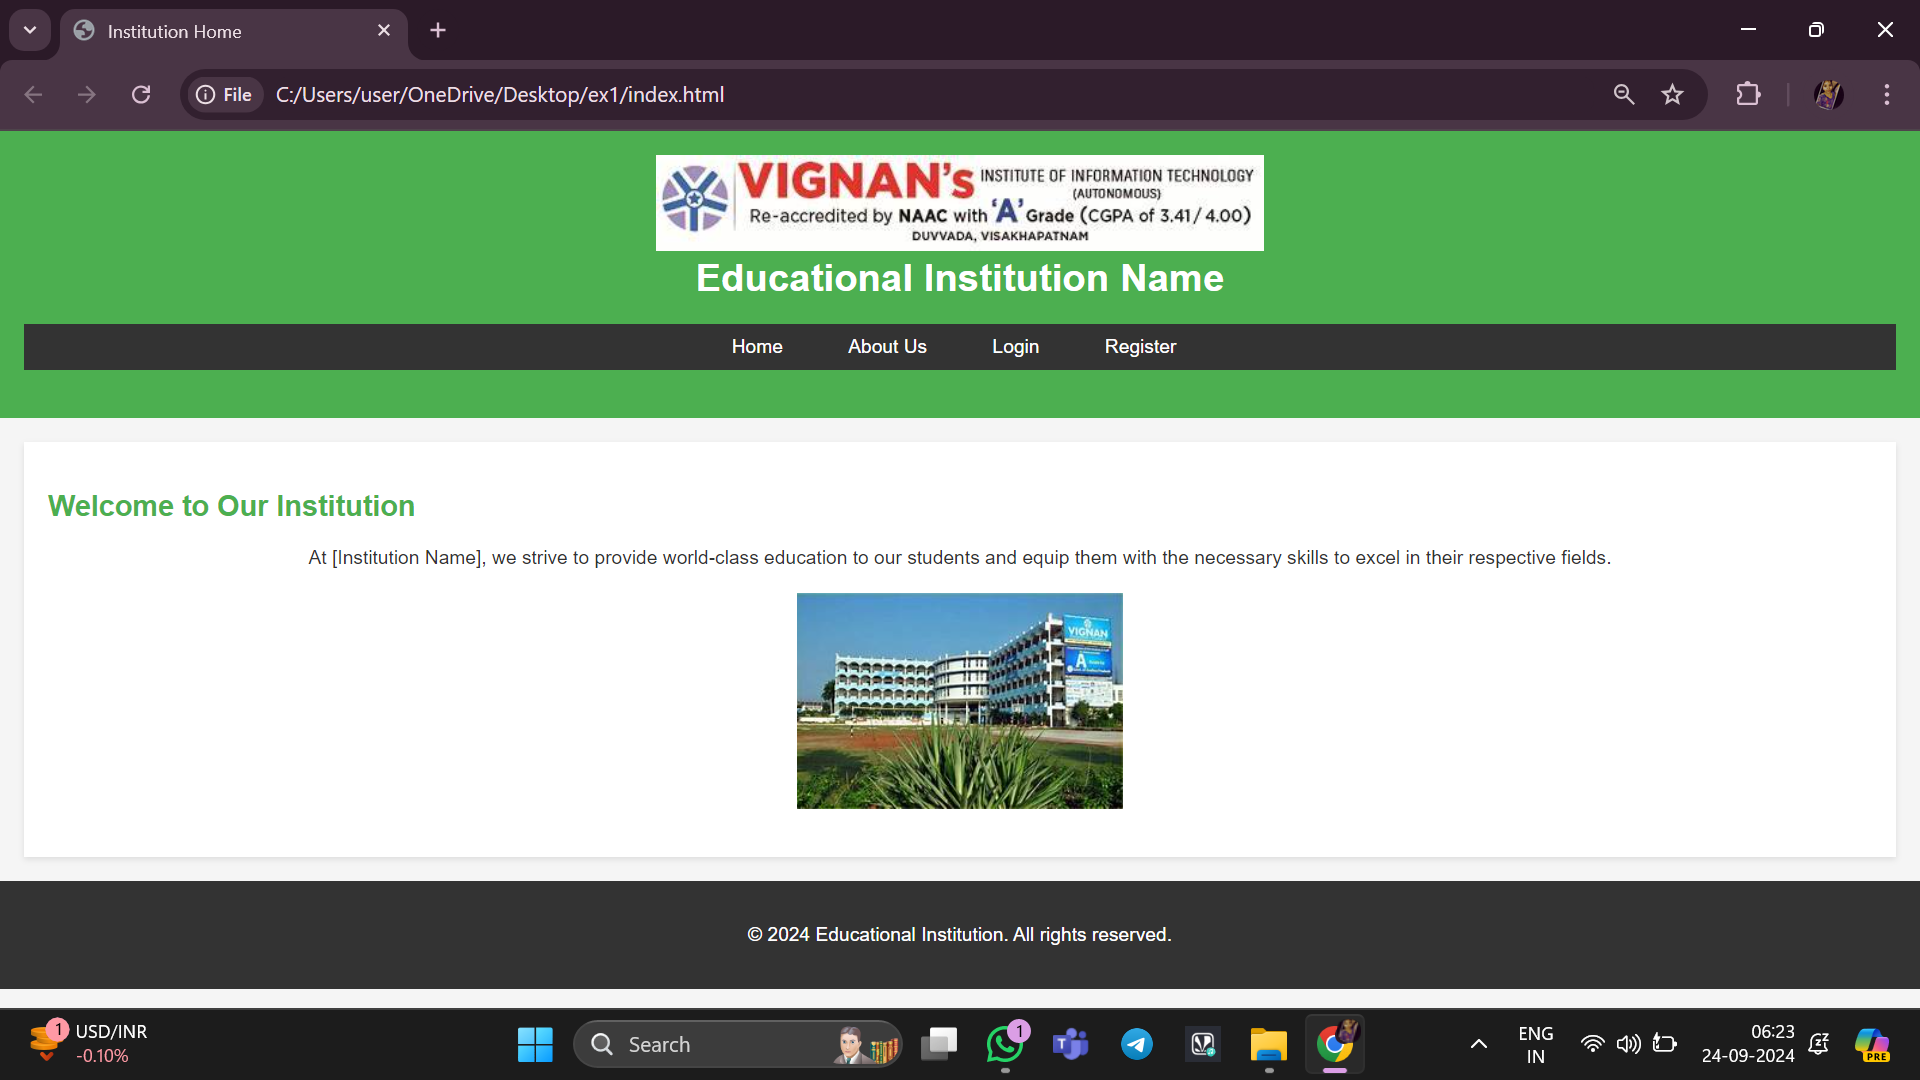 Institution Home
File
C:/Users/user/OneDrive/Desktop/ex1/index.html
VIGNAN's INSTITUTE OF INFORMATION TECHNOLOGY
(AUTONOMOUS)
Re-accredited by NAAC with 'A' Grade (CGPA of 3.41/4.00)
DUVVADA, VISAKHAPATNAM
Educational Institution Name
Home About Us Login Register
Welcome to Our Institution
At [Institution Name], we strive to provide world-class education to our students and equip them with the necessary skills to excel in their respective fields.
VIGNAN
A
© 2024 Educational Institution. All rights reserved.
1
USD/INR
-0.10%
Search
1
ENG
IN
06:23
24-09-2024
PRE